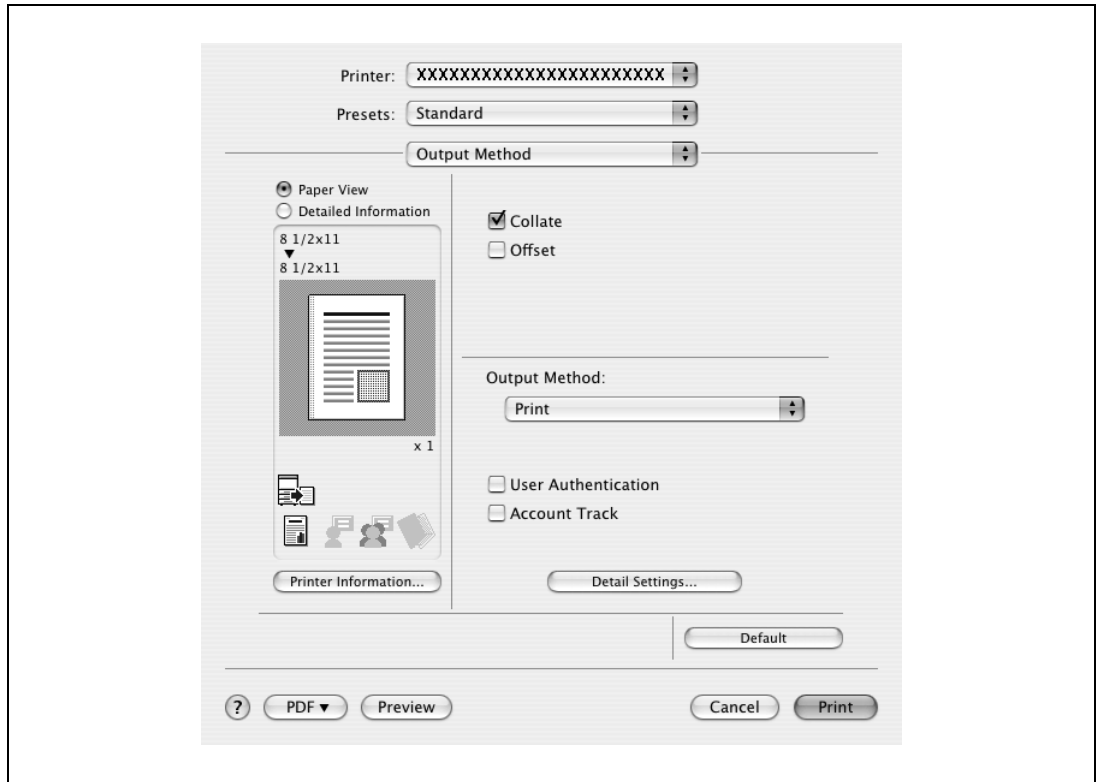 Printer: XXXXXXXXXXXXXXXXXXXXXXX
Presets: Standard
Output Method
Paper View
Detailed Information
8 1/2x11
8 1/2x11
x 1
Printer Information...
Collate
Offset
Output Method:
Print
User Authentication
Account Track
Detail Settings...
Default
? PDF Preview Cancel Print